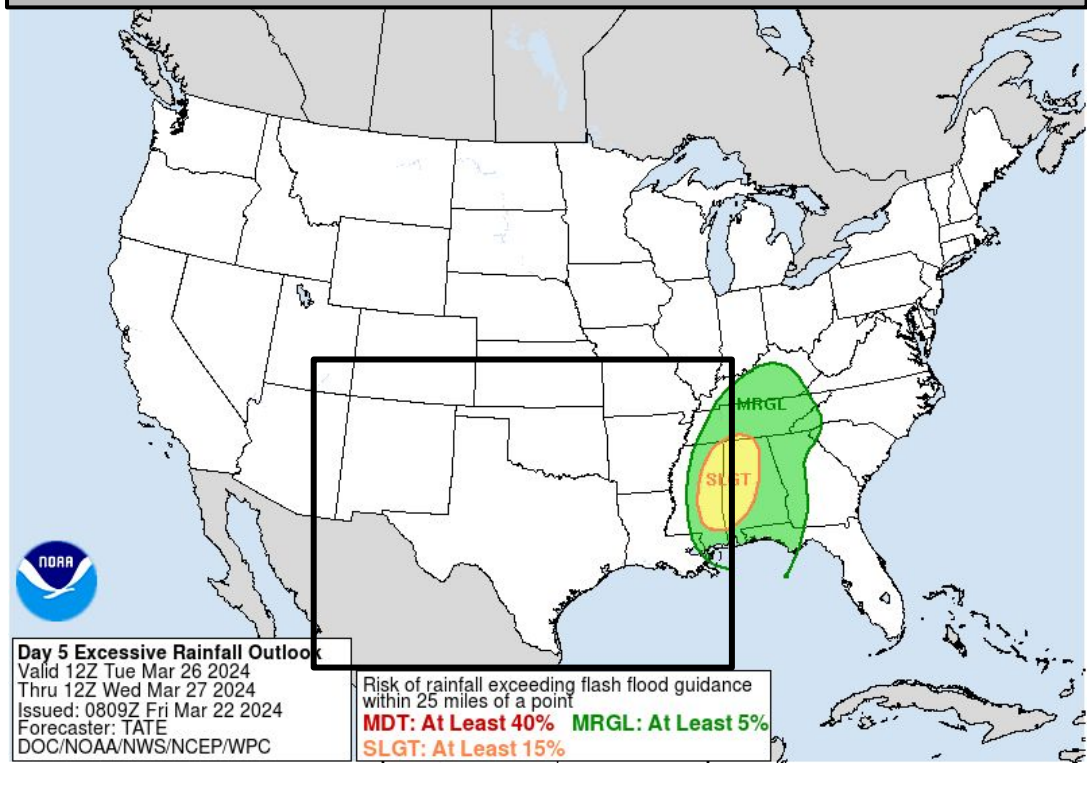 MRGL
SLGT
NOAA
Day 5 Excessive Rainfall Outlook
Valid 12Z Tue Mar 26 2024
Thru 12Z Wed Mar 27 2024
Issued: 0809Z Fri Mar 22 2024
Forecaster: TATE
DOC/NOAA/NWS/NCEP/WPC
Risk of rainfall exceeding flash flood guidance
within 25 miles of a point
MDT: At Least 40% MRGL: At Least 5%
SLGT: At Least 15%